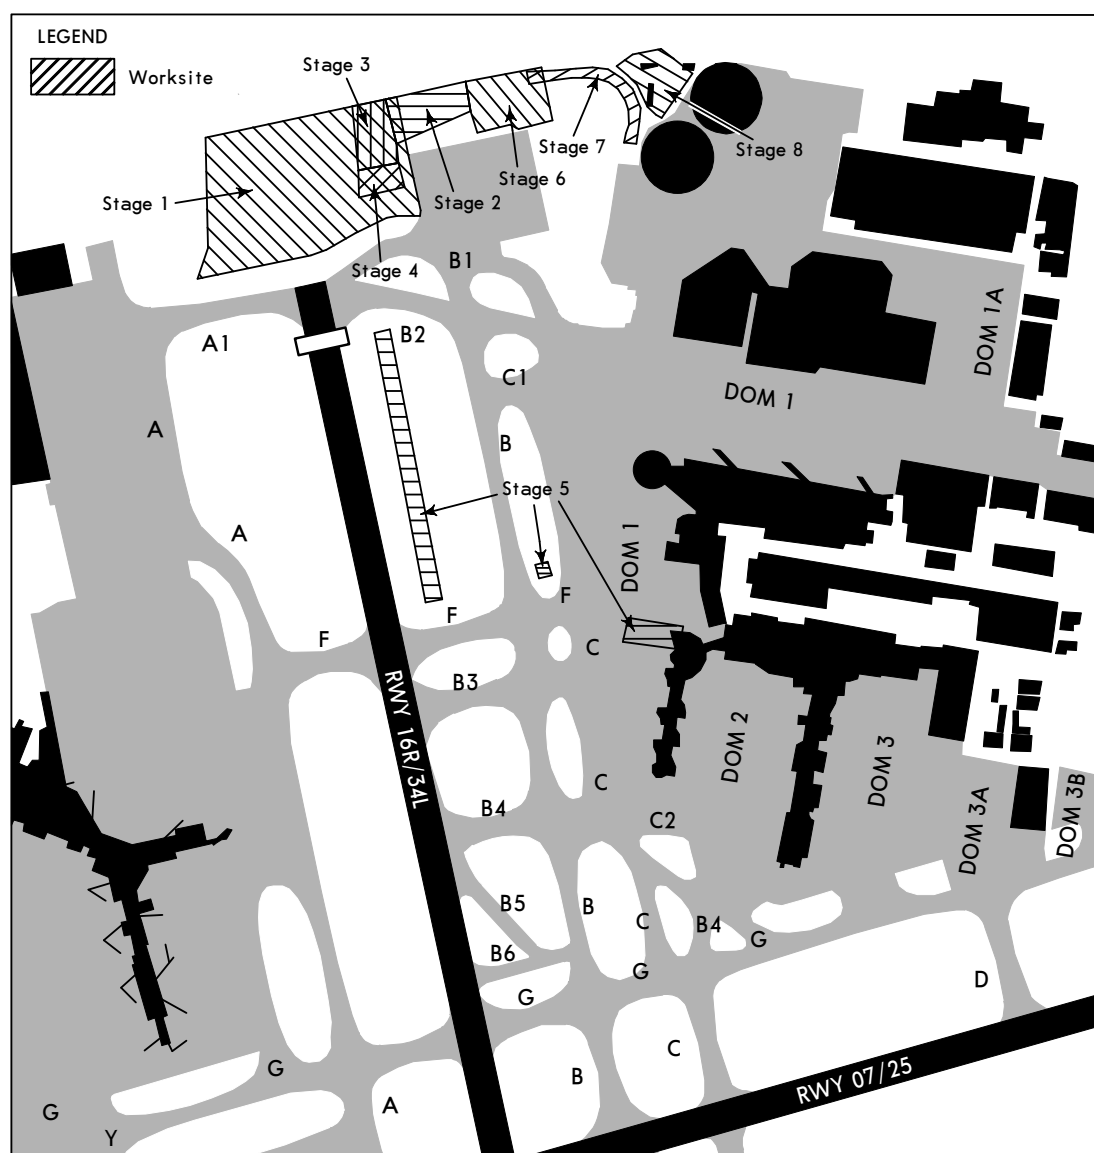 LEGEND
Worksite
Stage 3
Stage 7
Stage 8
Stage 6
Stage 1
Stage 2
Stage 4
B1
A1
B2
DOM 1A
C1
DOM 1
A
B
Stage 5
A
DOM 1
F
F
F
C
B3
RWY 16R/34L
DOM 2
DOM 3
C
B4
C2
DOM 3A
DOM 3B
B5
B
C
B4
G
B6
G
G
D
C
G
B
RWY 07/25
A
G
Y